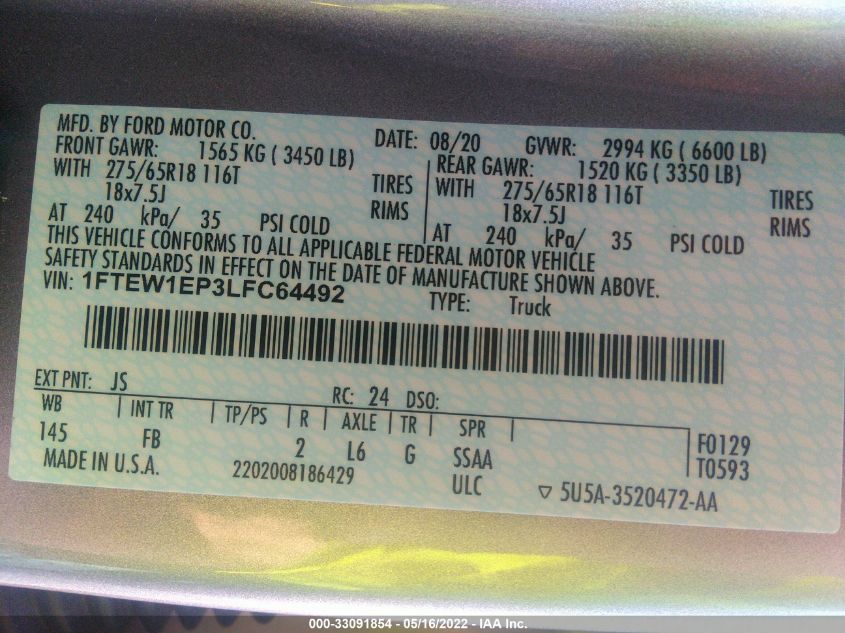 MFD. BY FORD MOTOR CO.
DATE: 08/20 GVWR: 2994 KG ( 6600 LB)
FRONT GAWR: 1565 KG ( 3450 LB)
REAR GAWR: 1520 KG ( 3350 LB)
WITH 275/65R18 116T TIRES
WITH 275/65R18 116T TIRES
18x7.5J RIMS
18x7.5J RIMS
AT 240 kPa/ 35 PSI COLD
AT 240 kPa/ 35 PSI COLD
THIS VEHICLE CONFORMS TO ALL APPLICABLE FEDERAL MOTOR VEHICLE
SAFETY STANDARDS IN EFFECT ON THE DATE OF MANUFACTURE SHOWN ABOVE.
VIN: 1FTEW1EP3LFC64492
TYPE: Truck
EXT PNT: JS RC: 24 DSO:
WB | INT TR | TP/PS | R | AXLE | TR | SPR |
145 FB 2 L6 G SSAA
F0129
T0593
MADE IN U.S.A. 2202008186429 ULC ▽ 5U5A-3520472-AA
000-33091854 - 05/16/2022 - IAA Inc.